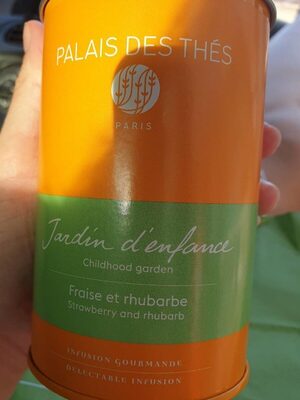 PALAIS DES THÉS
PARIS
Jardin d'enfance
Childhood garden
Fraise et rhubarbe
Strawberry and rhubarb
INFUSION GOURMANDE
DELECTABLE INFUSION